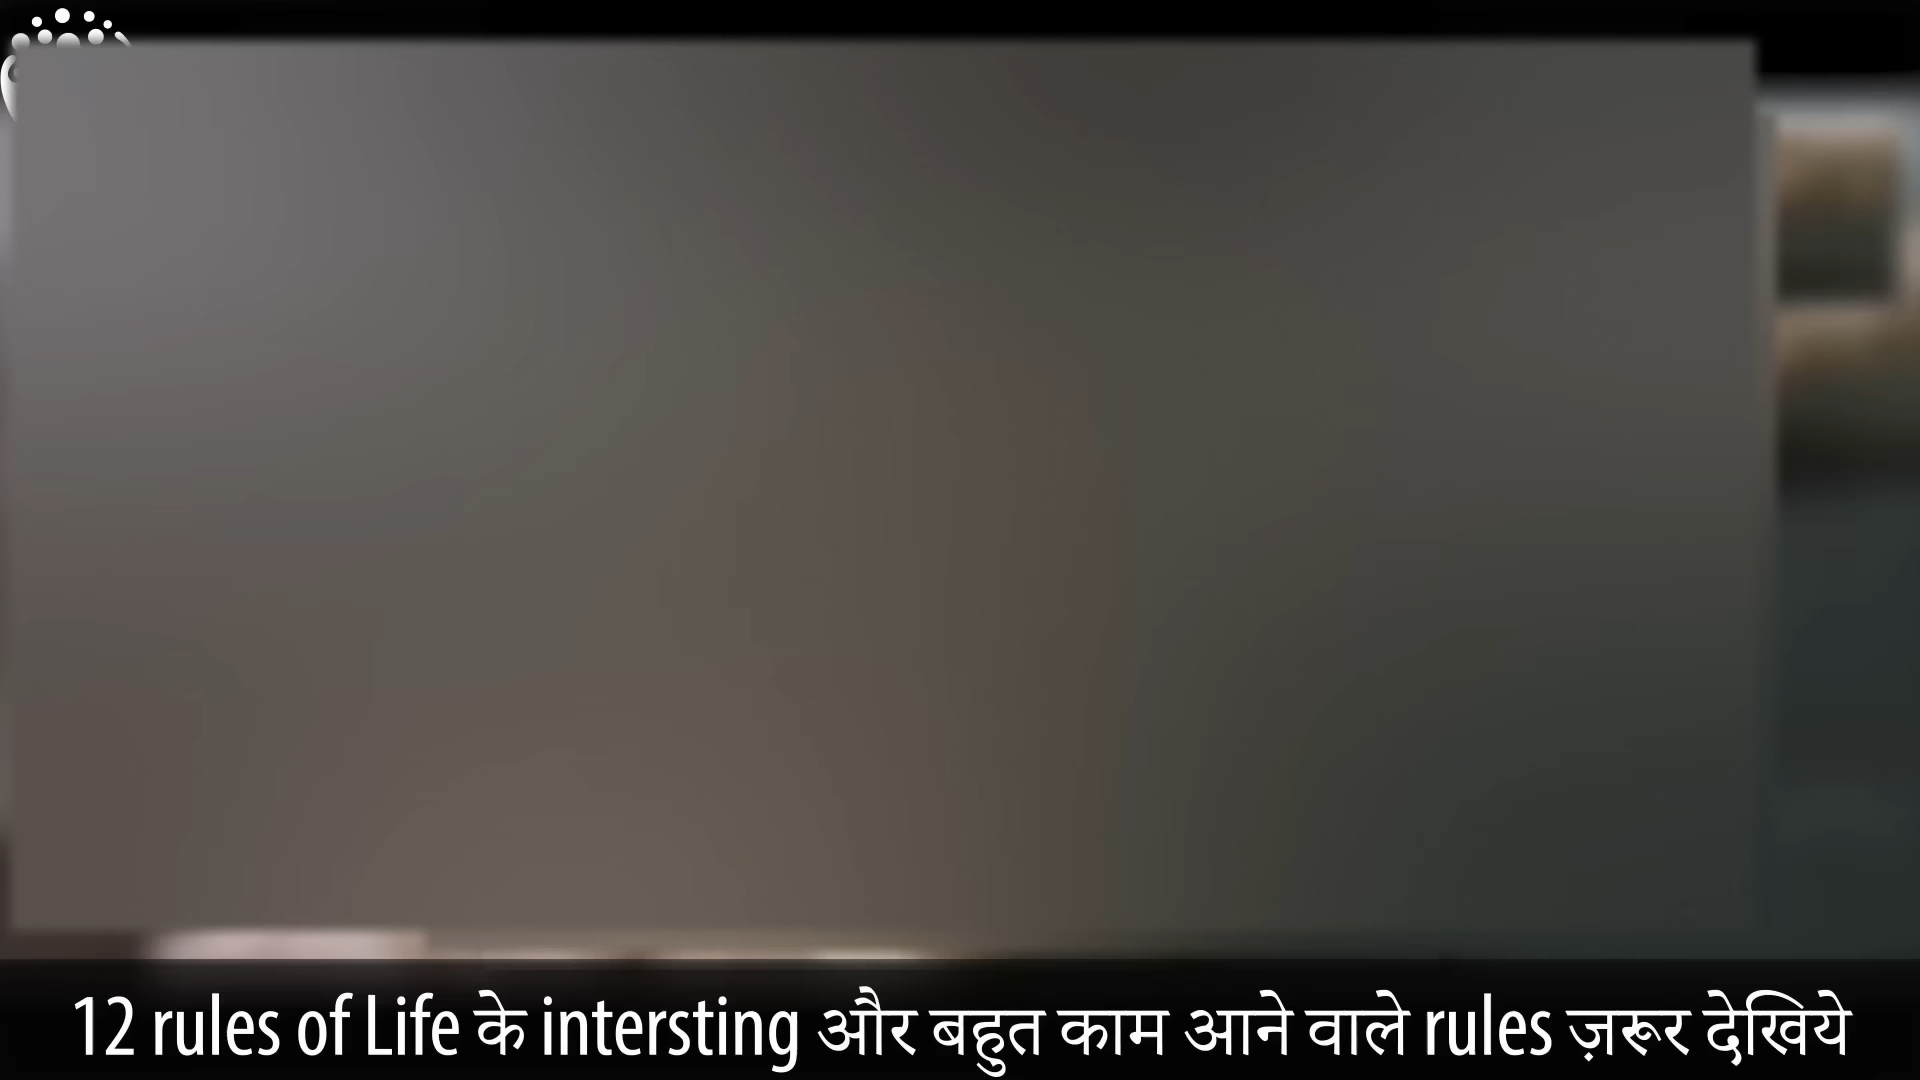 12 rules of Life के intersting और बहुत काम आने वाले rules ज़रूर देखिये